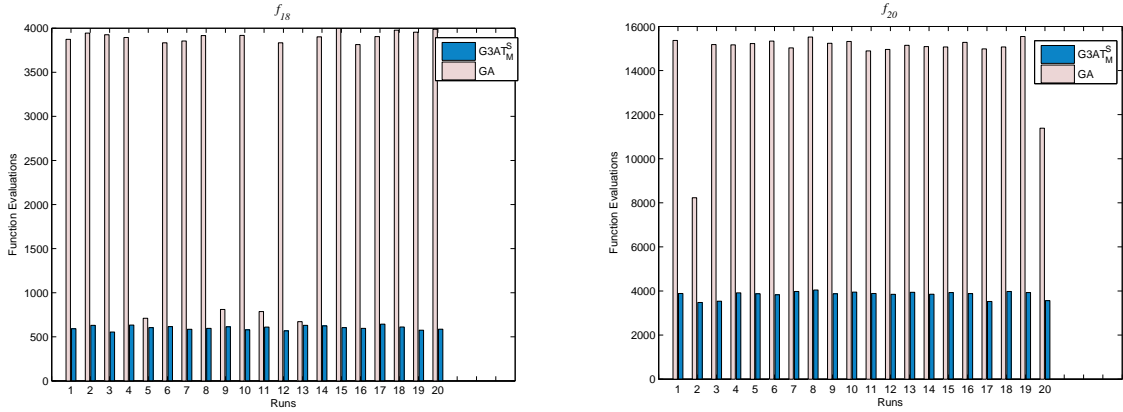 f18
4000
3500
3000
2500
2000
1500
1000
500
0
Function Evaluations
1 2 3 4 5 6 7 8 9 10 11 12 13 14 15 16 17 18 19 20
Runs
G3AT_M^S
GA
f20
16000
14000
12000
16000
8000
6000
4000
2000
0
Function Evaluations
1 2 3 4 5 6 7 8 9 10 11 12 13 14 15 16 17 18 19 20
Runs
G3AT_M^S
GA